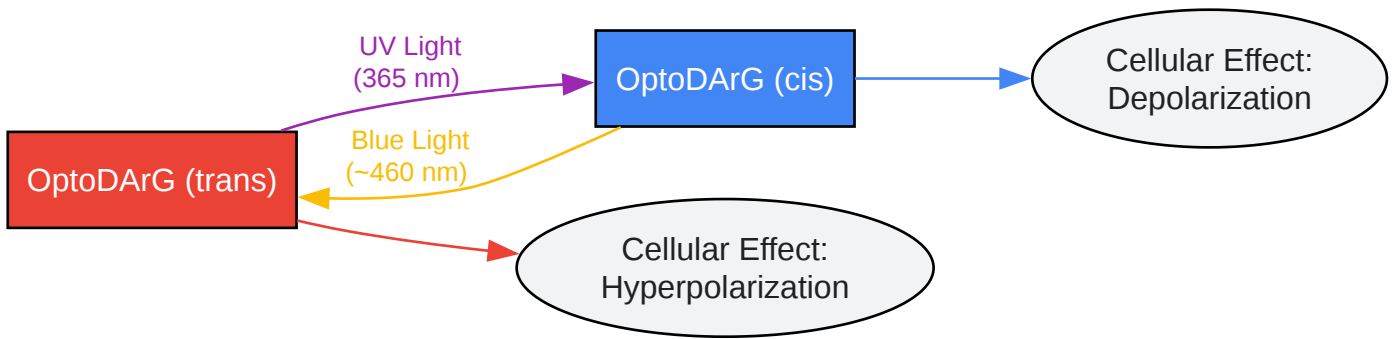 UV Light
(365 nm)
OptoDArG (cis)
Cellular Effect:
Depolarization
Blue Light
(~460 nm)
OptoDArG (trans)
Cellular Effect:
Hyperpolarization